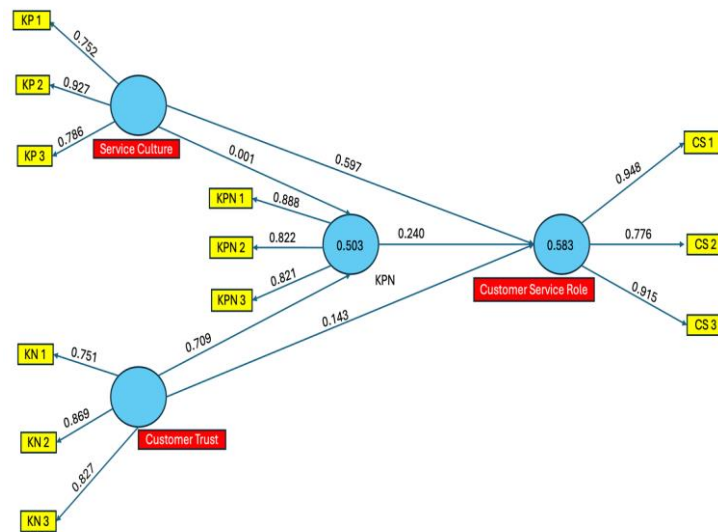 KP 1
0.752
KP 2
0.927
KP 3
0.786
Service Culture
0.597
0.001
KPN 1
0.888
KPN 2
0.822
KPN 3
0.821
0.503
0.240
KPN
0.583
Customer Service Role
CS 1
0.948
CS 2
0.776
CS 3
0.915
0.709
0.143
KN 1
0.751
KN 2
0.869
KN 3
0.827
Customer Trust